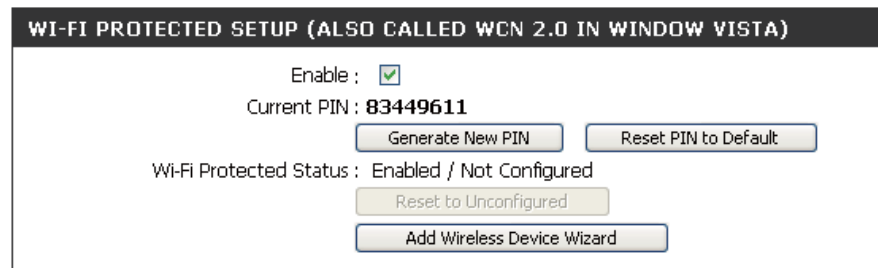 WI-FI PROTECTED SETUP (ALSO CALLED WCN 2.0 IN WINDOW VISTA)
Enable :
Current PIN : 83449611
Generate New PIN Reset PIN to Default
Wi-Fi Protected Status : Enabled / Not Configured
Reset to Unconfigured
Add Wireless Device Wizard